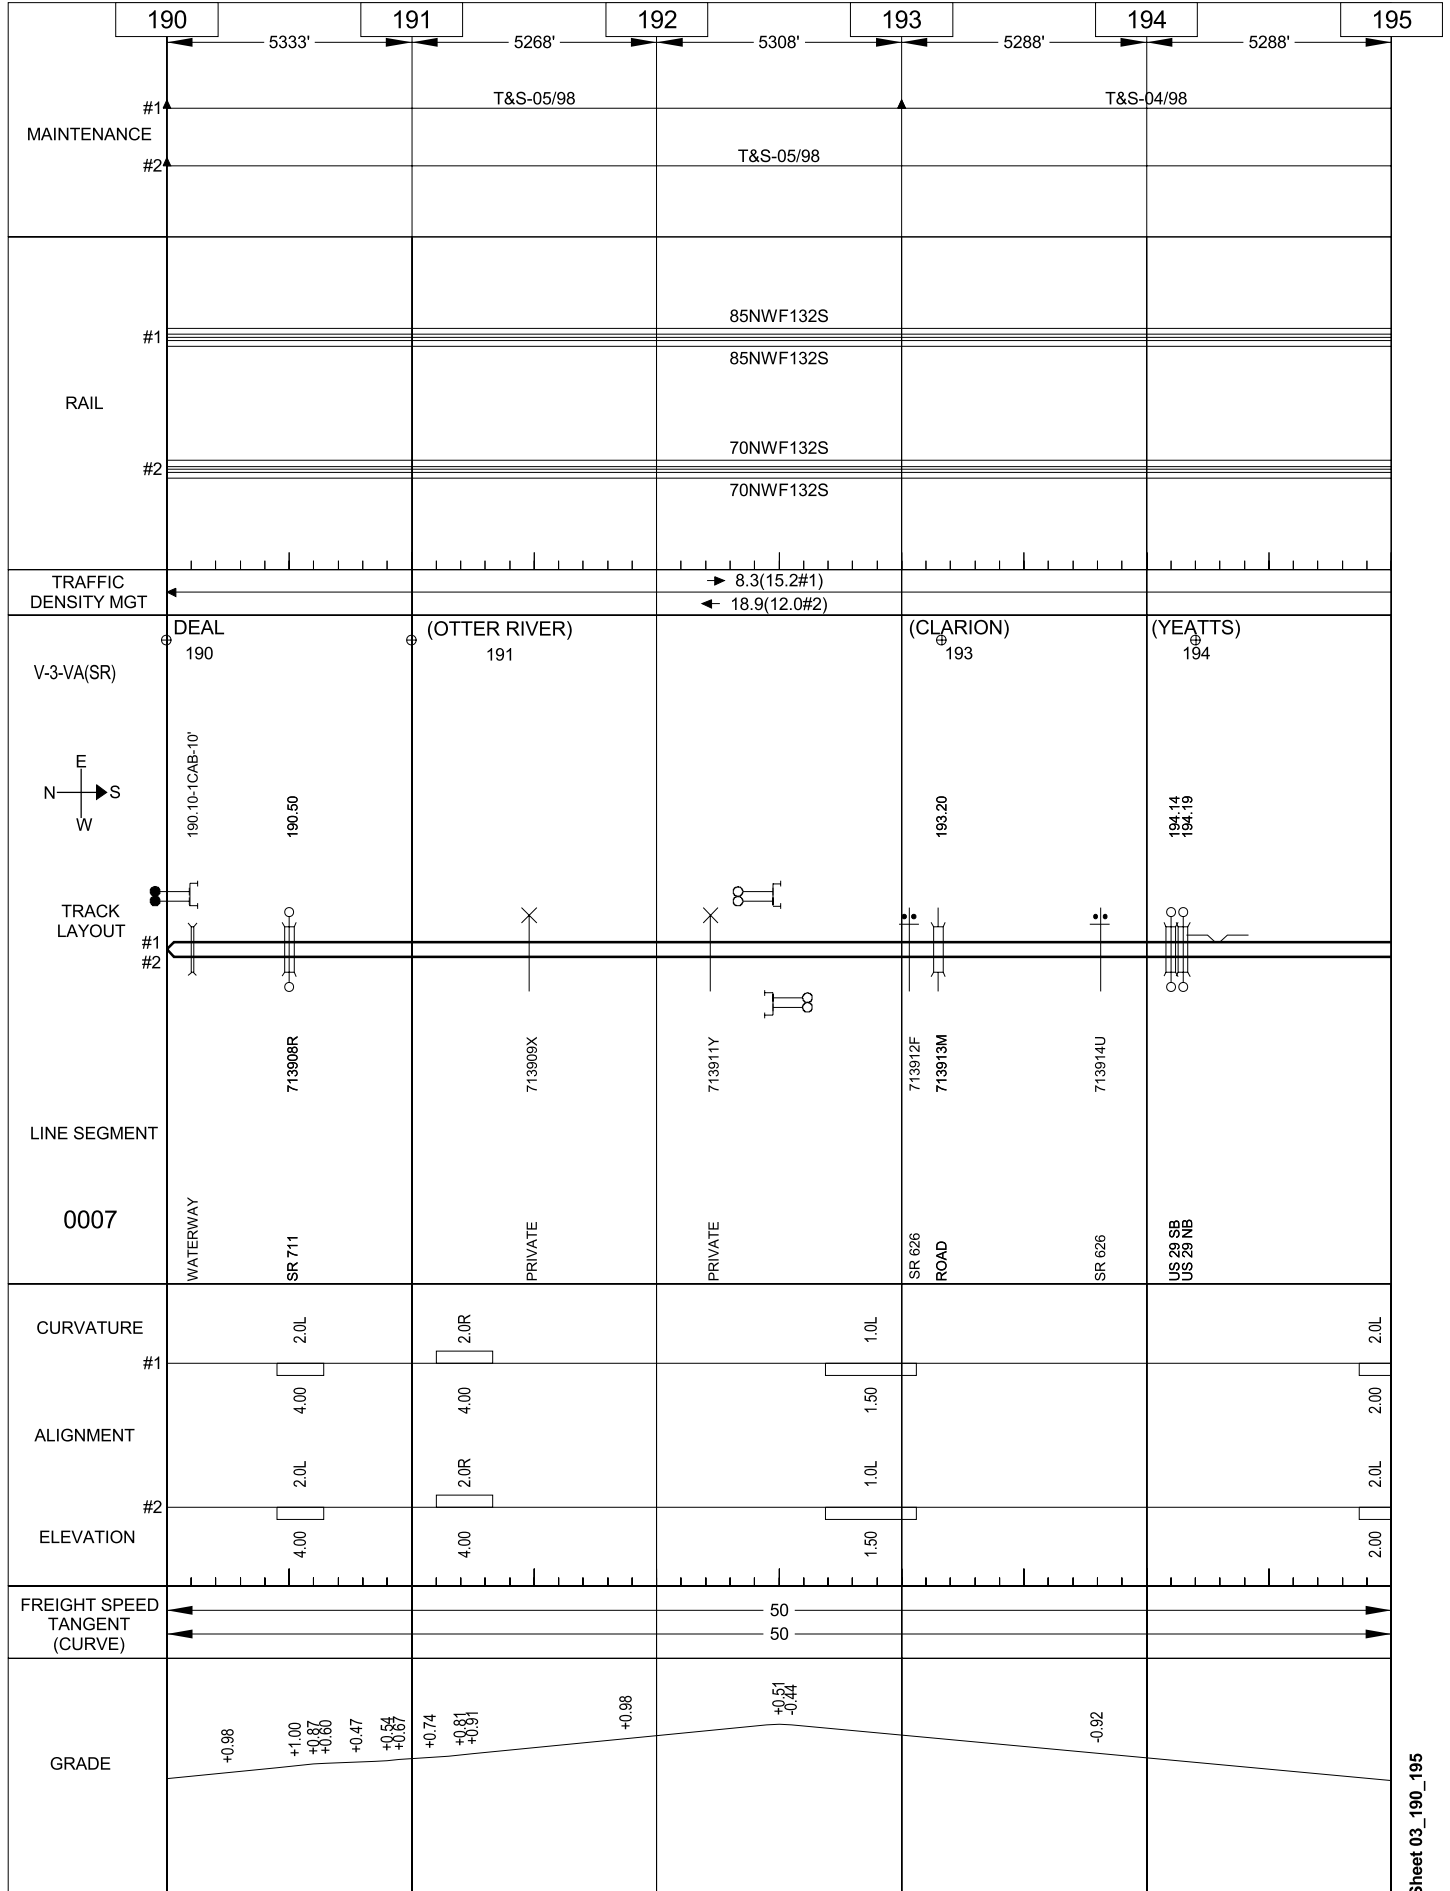 190 191 192 193 194 195
5333' 5268' 5308' 5288' 5288'
T&S-05/98 T&S-04/98
#1
MAINTENANCE
T&S-05/98
#2
85NWF132S
#1
85NWF132S
RAIL
70NWF132S
#2
70NWF132S
TRAFFIC
DENSITY MGT
8.3(15.2#1)
18.9(12.0#2)
DEAL (OTTER RIVER) (CLARION) (YEATTS)
190 191 193 194
V-3-VA(SR)
E
N S
W
190.10-1CAB-10'
190.50
193.20
194.14
194.19
TRACK
LAYOUT
#1
#2
713908R
713909X
713911Y
713912F
713913M
713914U
LINE SEGMENT
0007
WATERWAY
SR 711
PRIVATE
PRIVATE
SR 626
ROAD
SR 626
US 29 SB
US 29 NB
CURVATURE
2.0L 2.0R 1.0L 2.0L
#1
4.00 4.00 1.50 2.00
ALIGNMENT
2.0L 2.0R 1.0L 2.0L
#2
ELEVATION
4.00 4.00 1.50 2.00
FREIGHT SPEED
TANGENT
(CURVE)
50
50
GRADE
+0.98
+1.00
+0.87
+0.60
+0.47
+0.54
+0.67
+0.74
+0.81
+0.91
+0.98
+0.51
-0.44
-0.92
Sheet 03_190_195